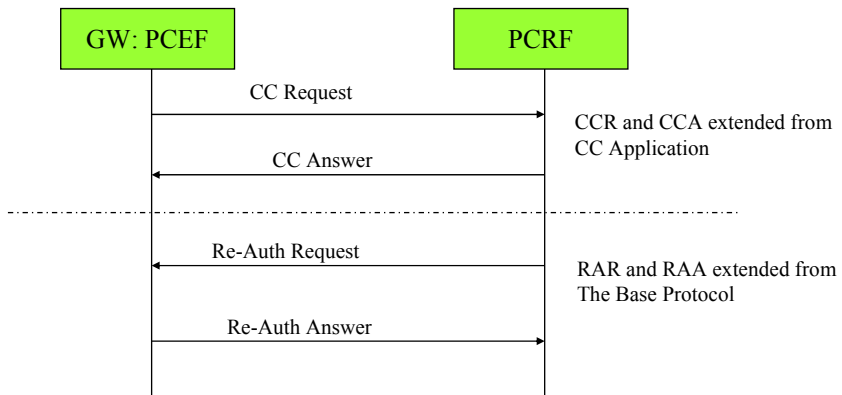 GW: PCEF
PCRF
CC Request
CCR and CCA extended from
CC Application
CC Answer
Re-Auth Request
RAR and RAA extended from
The Base Protocol
Re-Auth Answer